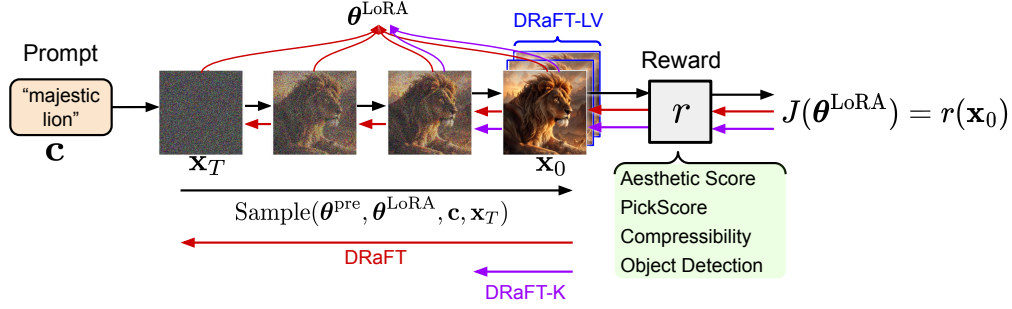 θ^LoRA
DRaFT-LV
Prompt
Reward
“majestic
lion”
c
r
J(θ^LoRA) = r(x_0)
x_T
x_0
Aesthetic Score
PickScore
Compressibility
Object Detection
Sample(θ^pre, θ^LoRA, c, x_T)
DRaFT
DRaFT-K